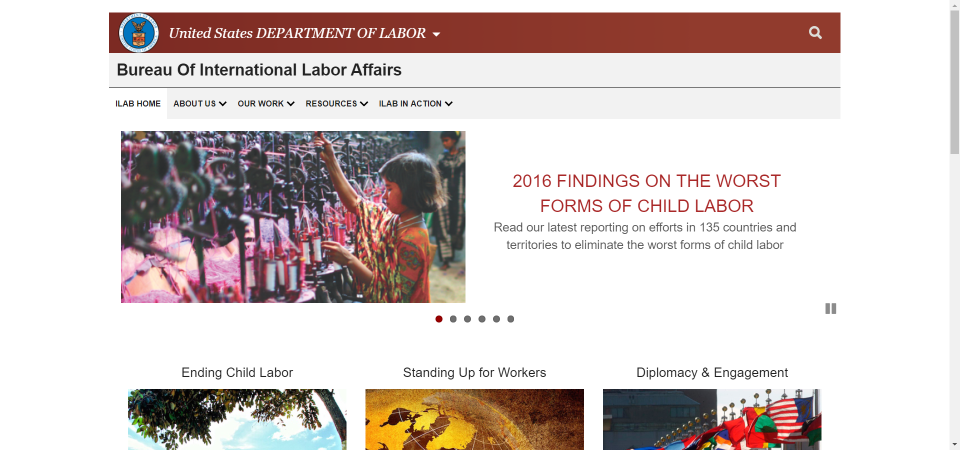 United States DEPARTMENT OF LABOR
Bureau Of International Labor Affairs
ILAB HOME ABOUT US OUR WORK RESOURCES ILAB IN ACTION
2016 FINDINGS ON THE WORST
FORMS OF CHILD LABOR
Read our latest reporting on efforts in 135 countries and
territories to eliminate the worst forms of child labor
Ending Child Labor Standing Up for Workers Diplomacy & Engagement